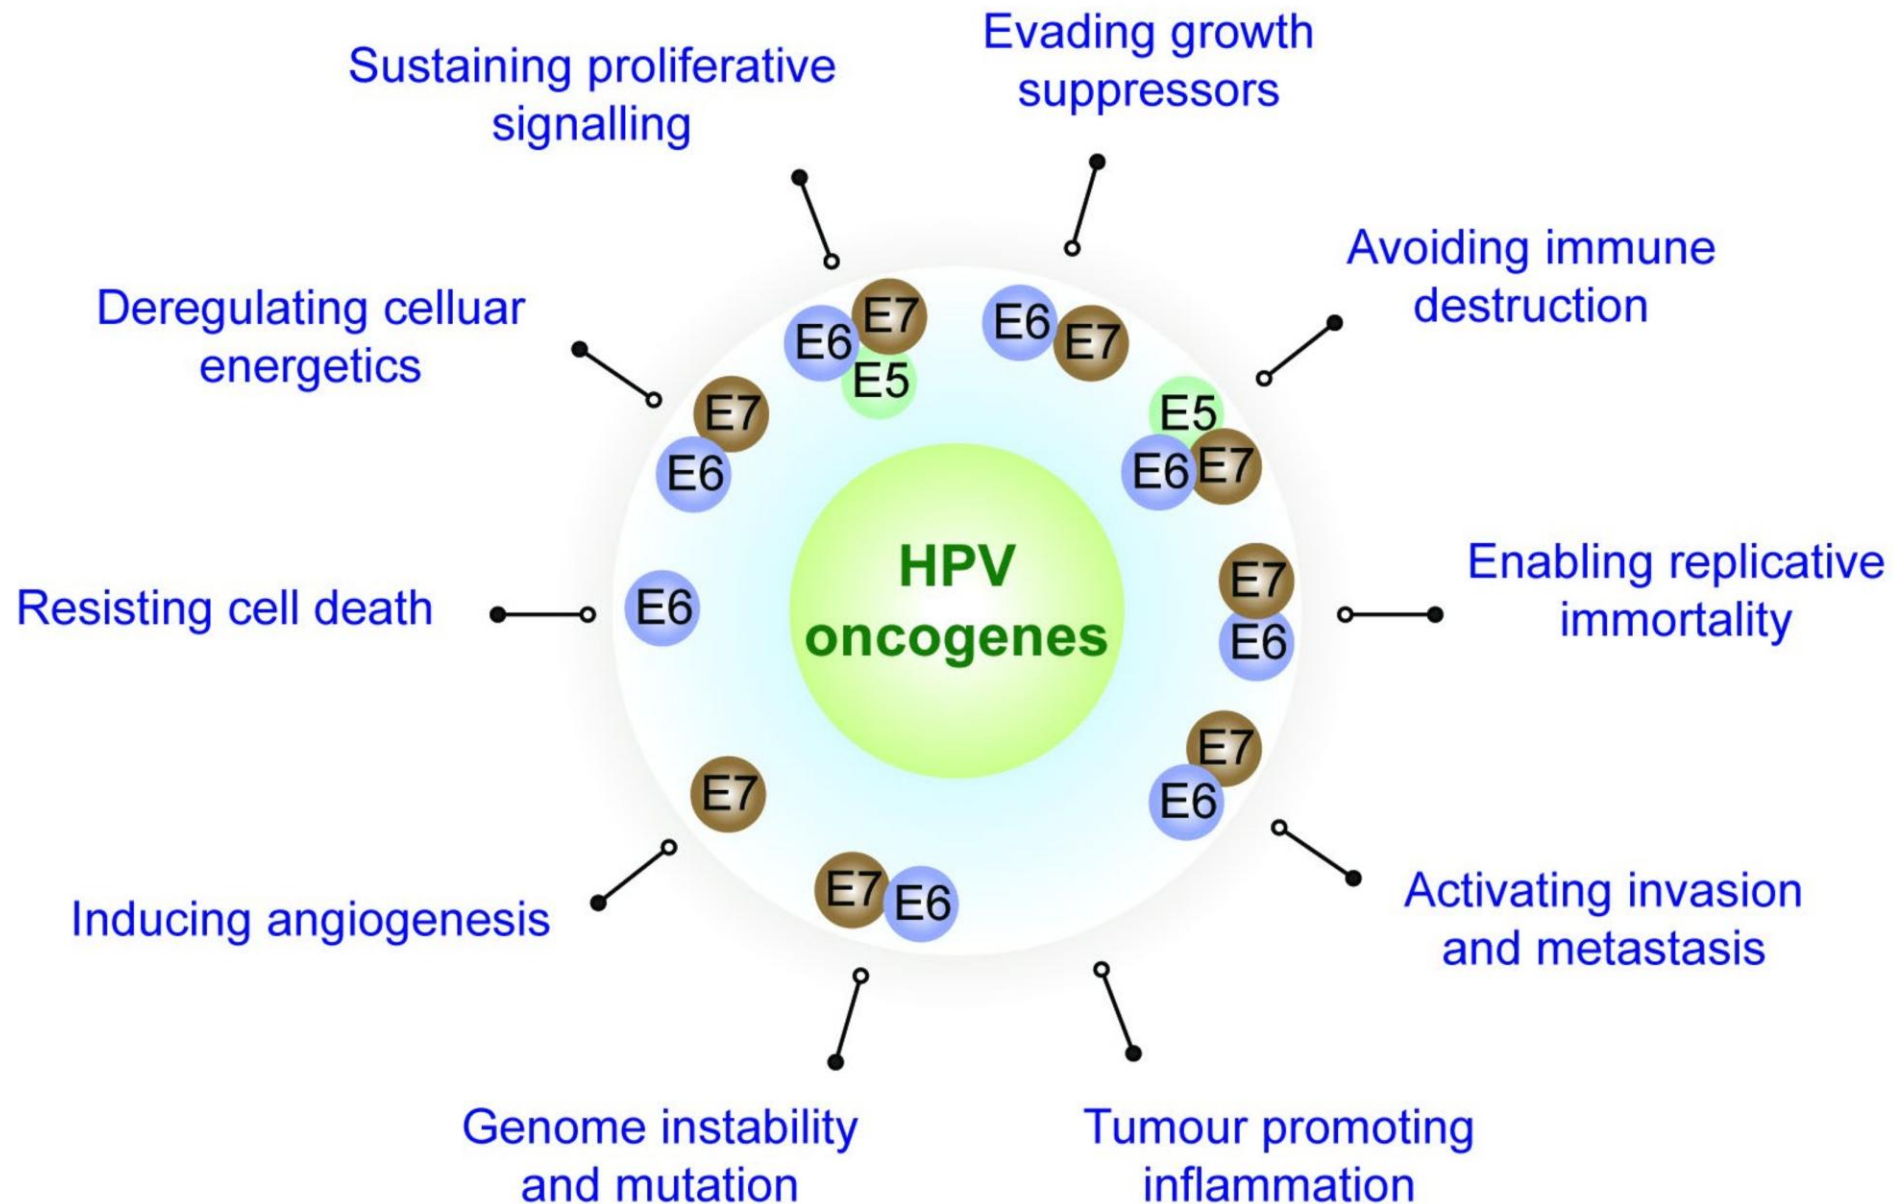 Sustaining proliferative
signalling
Evading growth
suppressors
Avoiding immune
destruction
Deregulating celluar
energetics
E6
E7
E5
E6
E7
E7
E6
E5
E6
E7
Resisting cell death
E6
HPV
oncogenes
E7
E6
Enabling replicative
immortality
E7
E6
Inducing angiogenesis
E7
E7
E6
Activating invasion
and metastasis
Genome instability
and mutation
Tumour promoting
inflammation